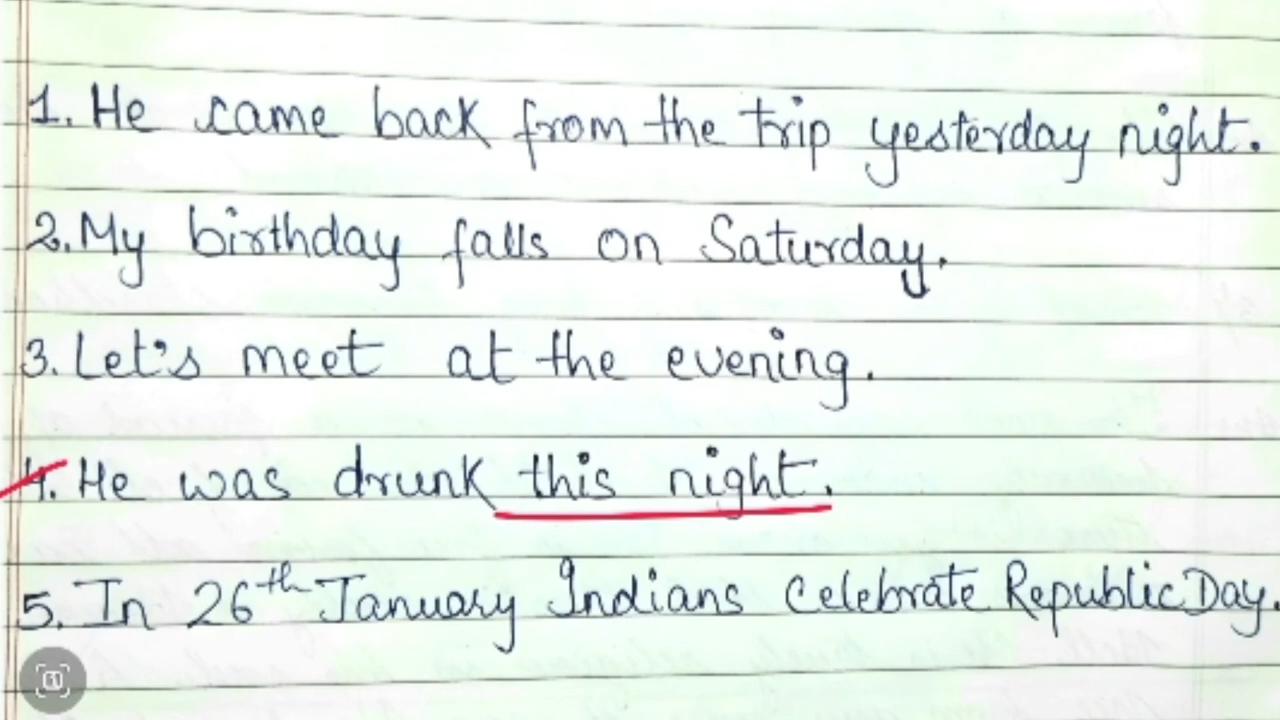 1. He came back from the trip yesterday night.
2. My birthday falls on Saturday.
3. Let's meet at the evening.
4. He was drunk this night.
5. In 26th January Indians Celebrate Republic Day.